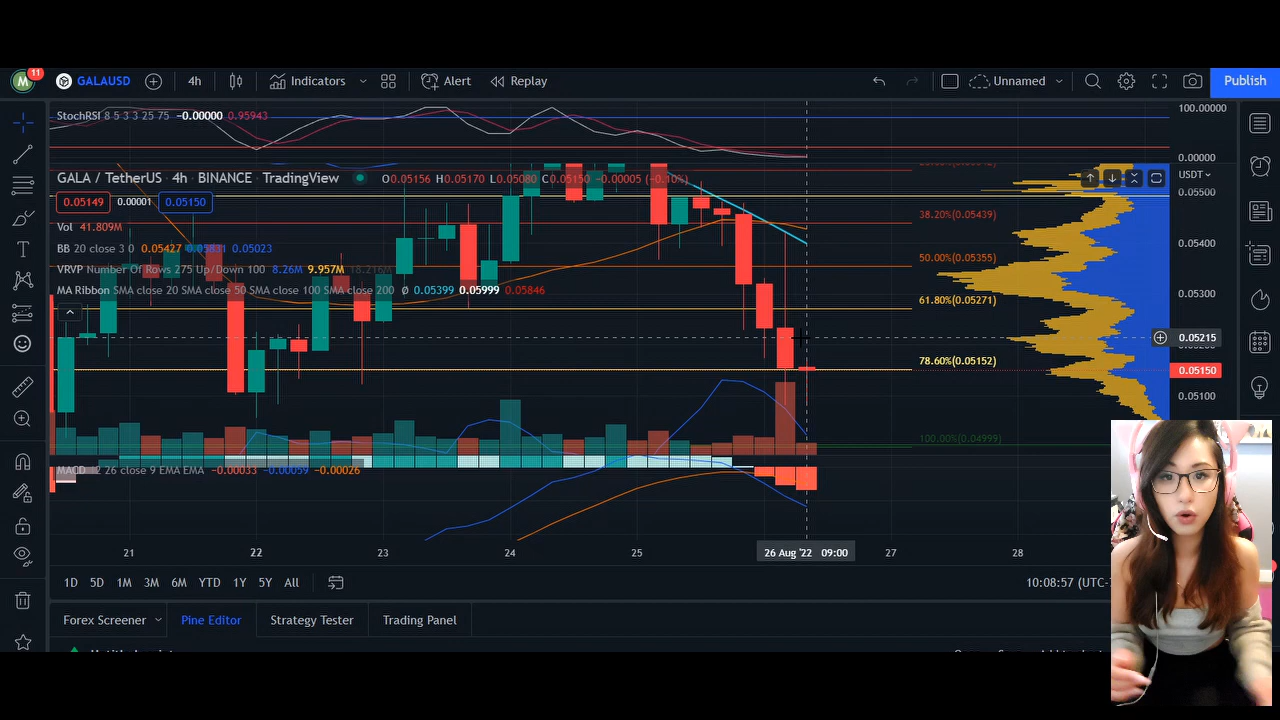 M 11 GALAUSD 4h Indicators Alert Replay Unnamed Publish
StochRSI 8 5 3 3 25 75 −0.00000 0.95943
100.00000
0.00000
GALA / TetherUS · 4h · BINANCE · TradingView O0.05156 H0.05170 L0.05080 C0.05150 −0.00005 (−0.10%)
USDT
0.05149 0.00001 0.05150
0.05500
38.20%(0.05439)
Vol 41.809M
BB 20 close 3 0 0.05427 0.05831 0.05023
0.05400
50.00%(0.05355)
VRVP Number Of Rows 275 Up/Down 100 8.26M 9.957M 18.216M
MA Ribbon SMA close 20 SMA close 50 SMA close 100 SMA close 200 ø 0.05399 0.05999 0.05846
0.05300
61.80%(0.05271)
0.05215
78.60%(0.05152)
0.05150
0.05100
100.00%(0.04999)
MACD 12 26 close 9 EMA EMA −0.00033 −0.00059 −0.00026
21 22 23 24 25 26 Aug '22 09:00 27 28
1D 5D 1M 3M 6M YTD 1Y 5Y All 10:08:57
Forex Screener Pine Editor Strategy Tester Trading Panel